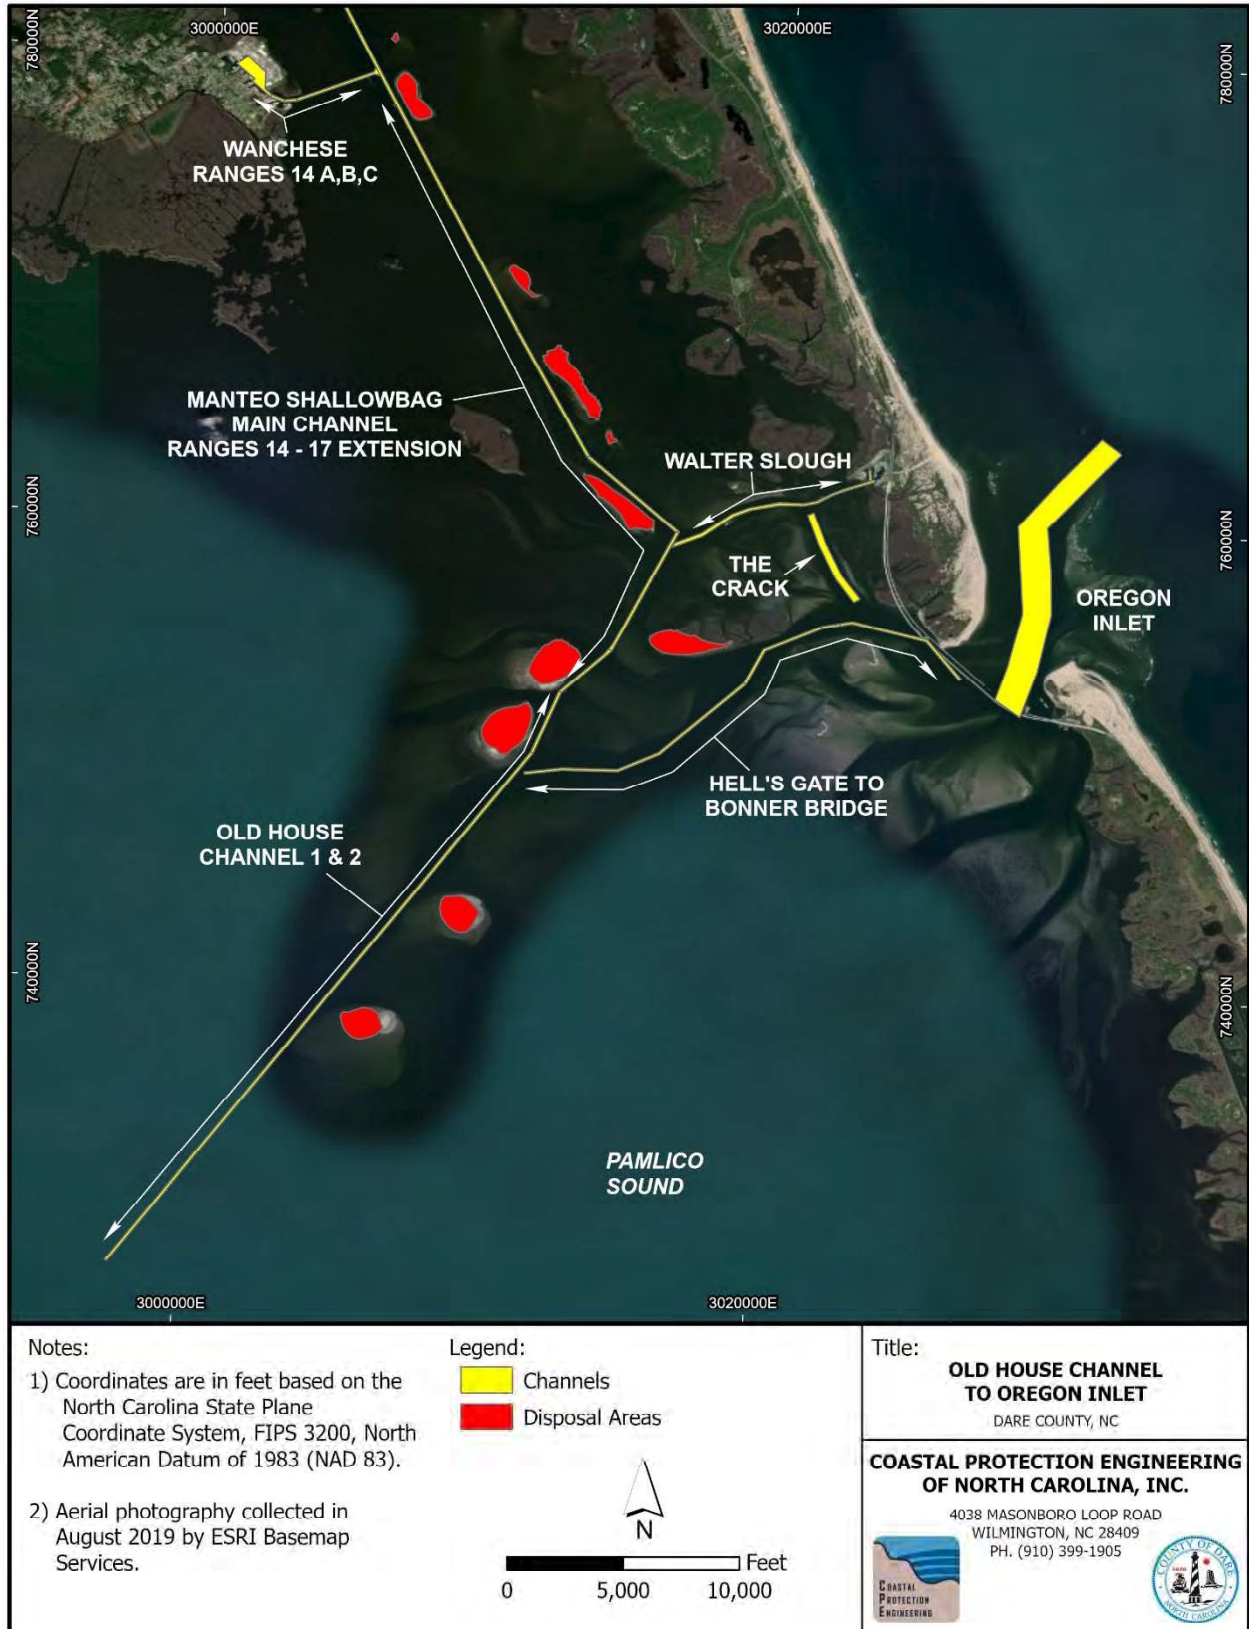 3000000E
3020000E
780000N
780000N
WANCHESE
RANGES 14 A,B,C
MANTEO SHALLOWBAG
MAIN CHANNEL
RANGES 14 - 17 EXTENSION
WALTER SLOUGH
760000N
760000N
THE
CRACK
OREGON
INLET
HELL'S GATE TO
BONNER BRIDGE
OLD HOUSE
CHANNEL 1 & 2
740000N
740000N
PAMLICO
SOUND
3000000E
3020000E
Notes:
1) Coordinates are in feet based on the
North Carolina State Plane
Coordinate System, FIPS 3200, North
American Datum of 1983 (NAD 83).
2) Aerial photography collected in
August 2019 by ESRI Basemap
Services.
Legend:
Channels
Disposal Areas
N
Feet
0 5,000 10,000
Title:
OLD HOUSE CHANNEL
TO OREGON INLET
DARE COUNTY, NC
COASTAL PROTECTION ENGINEERING
OF NORTH CAROLINA, INC.
4038 MASONBORO LOOP ROAD
WILMINGTON, NC 28409
PH. (910) 399-1905
COASTAL
PROTECTION
ENGINEERING
COUNTY OF DARE
NORTH CAROLINA